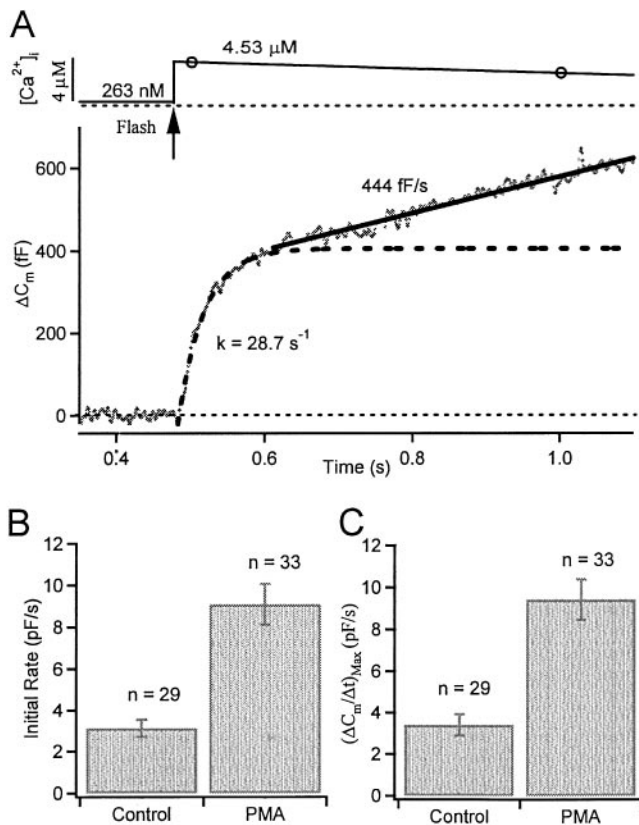 A
[Ca2+]i
4 μM
263 nM
4.53 μM
Flash
600
400
200
0
ΔCm (fF)
444 fF/s
k = 28.7 s-1
0.4
0.6
0.8
1.0
Time (s)
B
12
10
8
6
4
2
0
Initial Rate (pF/s)
n = 29
n = 33
Control
PMA
C
12
10
8
6
4
2
0
(ΔCm/Δt)Max (pF/s)
n = 29
n = 33
Control
PMA